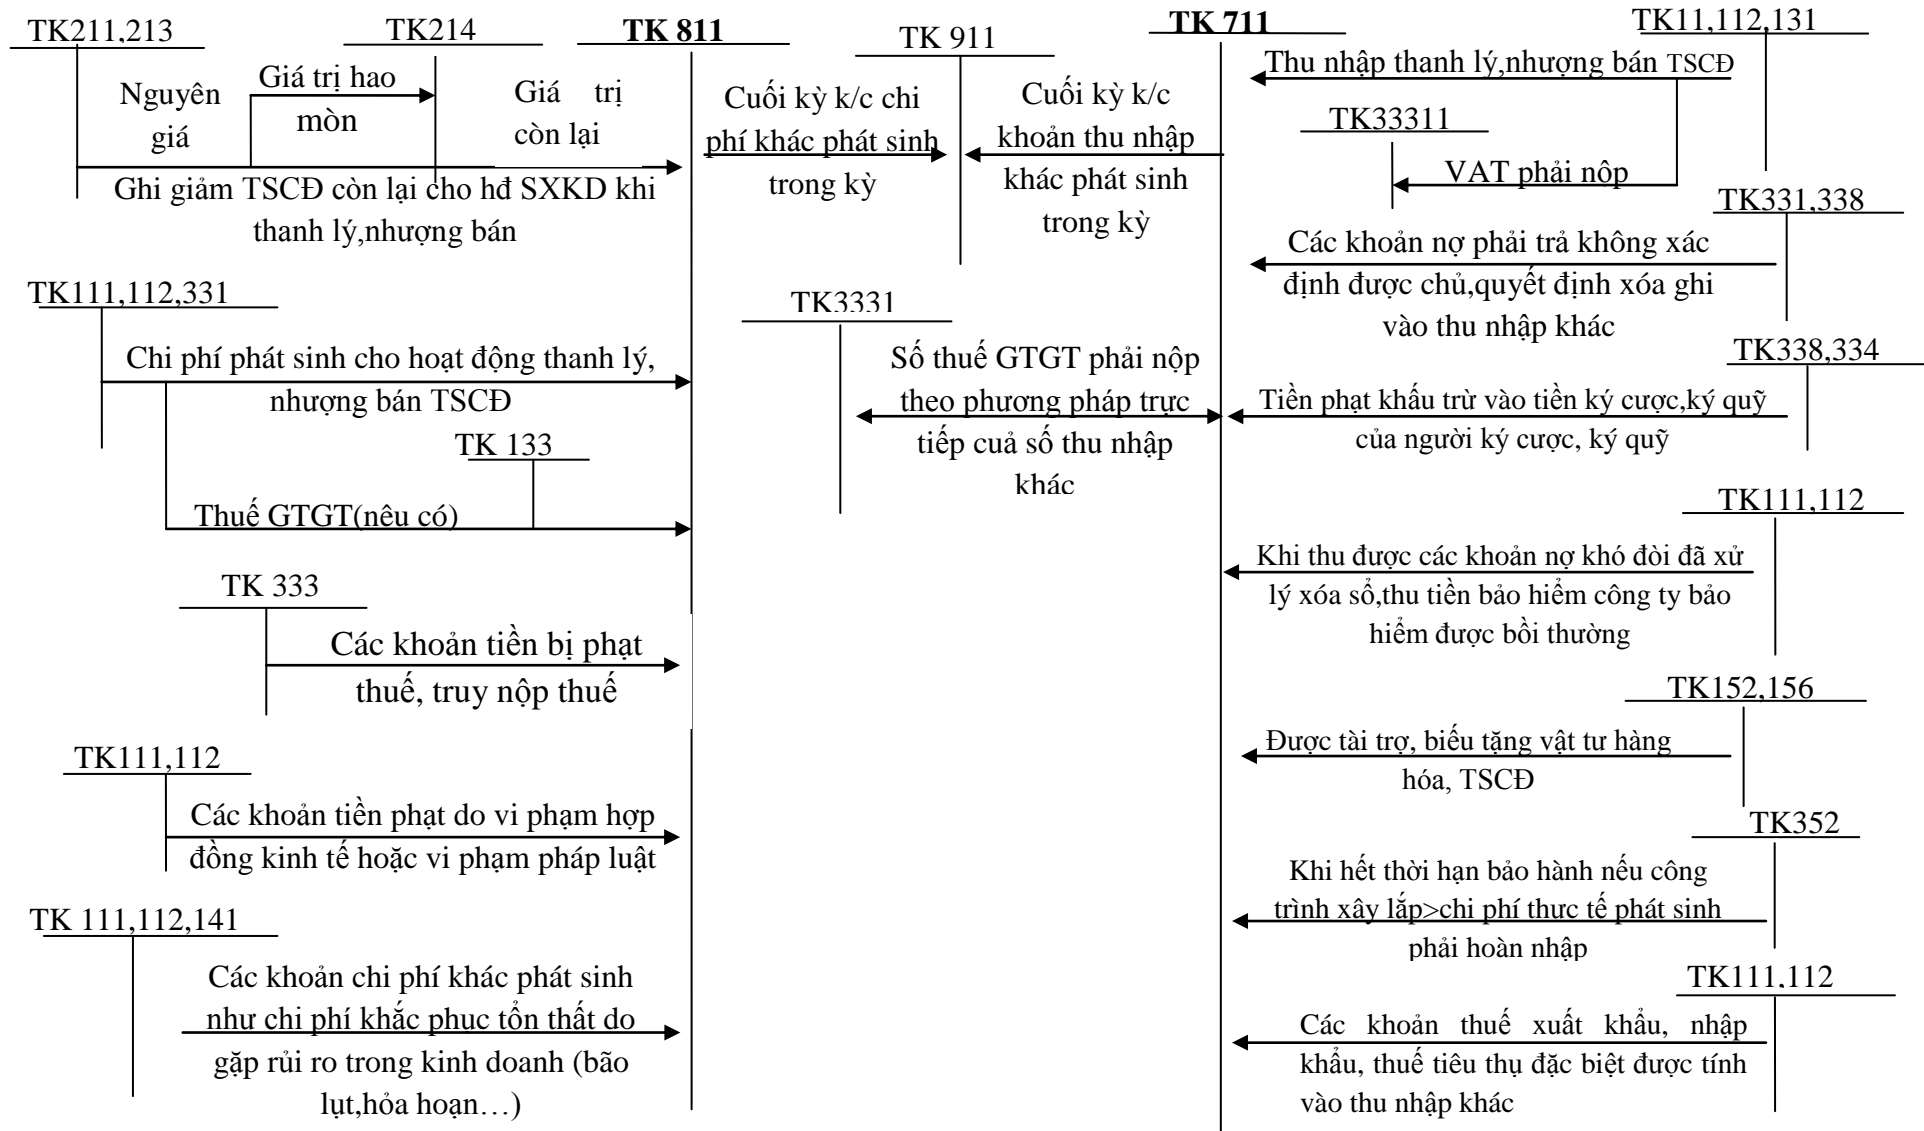 TK211,213
TK214
TK 811
TK 911
TK 711
TK11,112,131
Nguyên
giá
Giá trị hao
mòn
Giá trị
còn lại
Ghi giảm TSCĐ còn lại cho hđ SXKD khi
thanh lý,nhượng bán
Cuối kỳ k/c chi
phí khác phát sinh
trong kỳ
Cuối kỳ k/c
khoản thu nhập
khác phát sinh
trong kỳ
Thu nhập thanh lý,nhượng bán TSCĐ
TK33311
VAT phải nộp
TK331,338
Các khoản nợ phải trả không xác
định được chủ,quyết định xóa ghi
vào thu nhập khác
TK111,112,331
Chi phí phát sinh cho hoạt động thanh lý,
nhượng bán TSCĐ
TK 133
Thuế GTGT(nêu có)
TK3331
Số thuế GTGT phải nộp
theo phương pháp trực
tiếp cuả số thu nhập
khác
TK338,334
Tiền phạt khấu trừ vào tiền ký cược,ký quỹ
của người ký cược, ký quỹ
TK111,112
Khi thu được các khoản nợ khó đòi đã xử
lý xóa sổ,thu tiền bảo hiểm công ty bảo
hiểm được bồi thường
TK 333
Các khoản tiền bị phạt
thuế, truy nộp thuế
TK152,156
Được tài trợ, biếu tặng vật tư hàng
hóa, TSCĐ
TK111,112
Các khoản tiền phạt do vi phạm hợp
đồng kinh tế hoặc vi phạm pháp luật
TK352
Khi hết thời hạn bảo hành nếu công
trình xây lắp>chi phí thực tế phát sinh
phải hoàn nhập
TK 111,112,141
Các khoản chi phí khác phát sinh
như chi phí khắc phuc tổn thất do
gặp rủi ro trong kinh doanh (bão
lụt,hỏa hoạn…)
TK111,112
Các khoản thuế xuất khẩu, nhập
khẩu, thuế tiêu thụ đặc biệt được tính
vào thu nhập khác